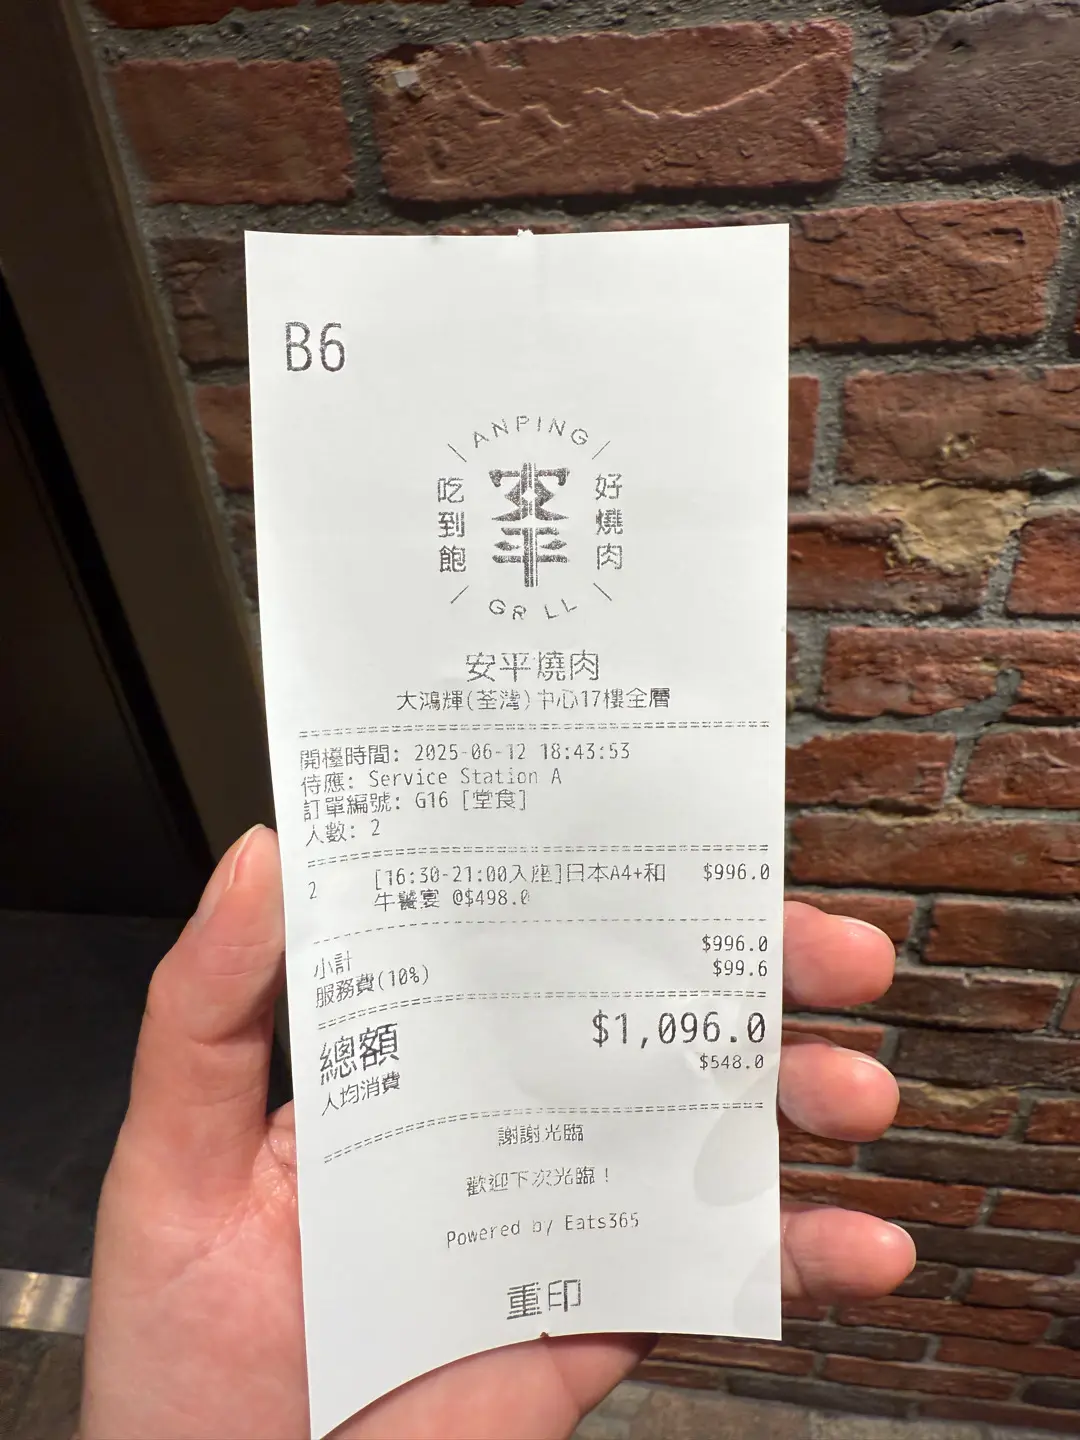 B6
ANPING
吃到飽
安平
好燒肉
GRILL
安平燒肉
大鴻輝(荃灣)中心17樓全層
開檯時間: 2025-06-12 18:43:53
侍應: Service Station A
訂單編號: G16 [堂食]
人數: 2
2 [16:30-21:00入座]日本A4+和 $996.0
牛饗宴 @$498.0
小計 $996.0
服務費(10%) $99.6
總額 $1,096.0
人均消費 $548.0
謝謝光臨
歡迎下次光臨！
Powered by Eats365
重印